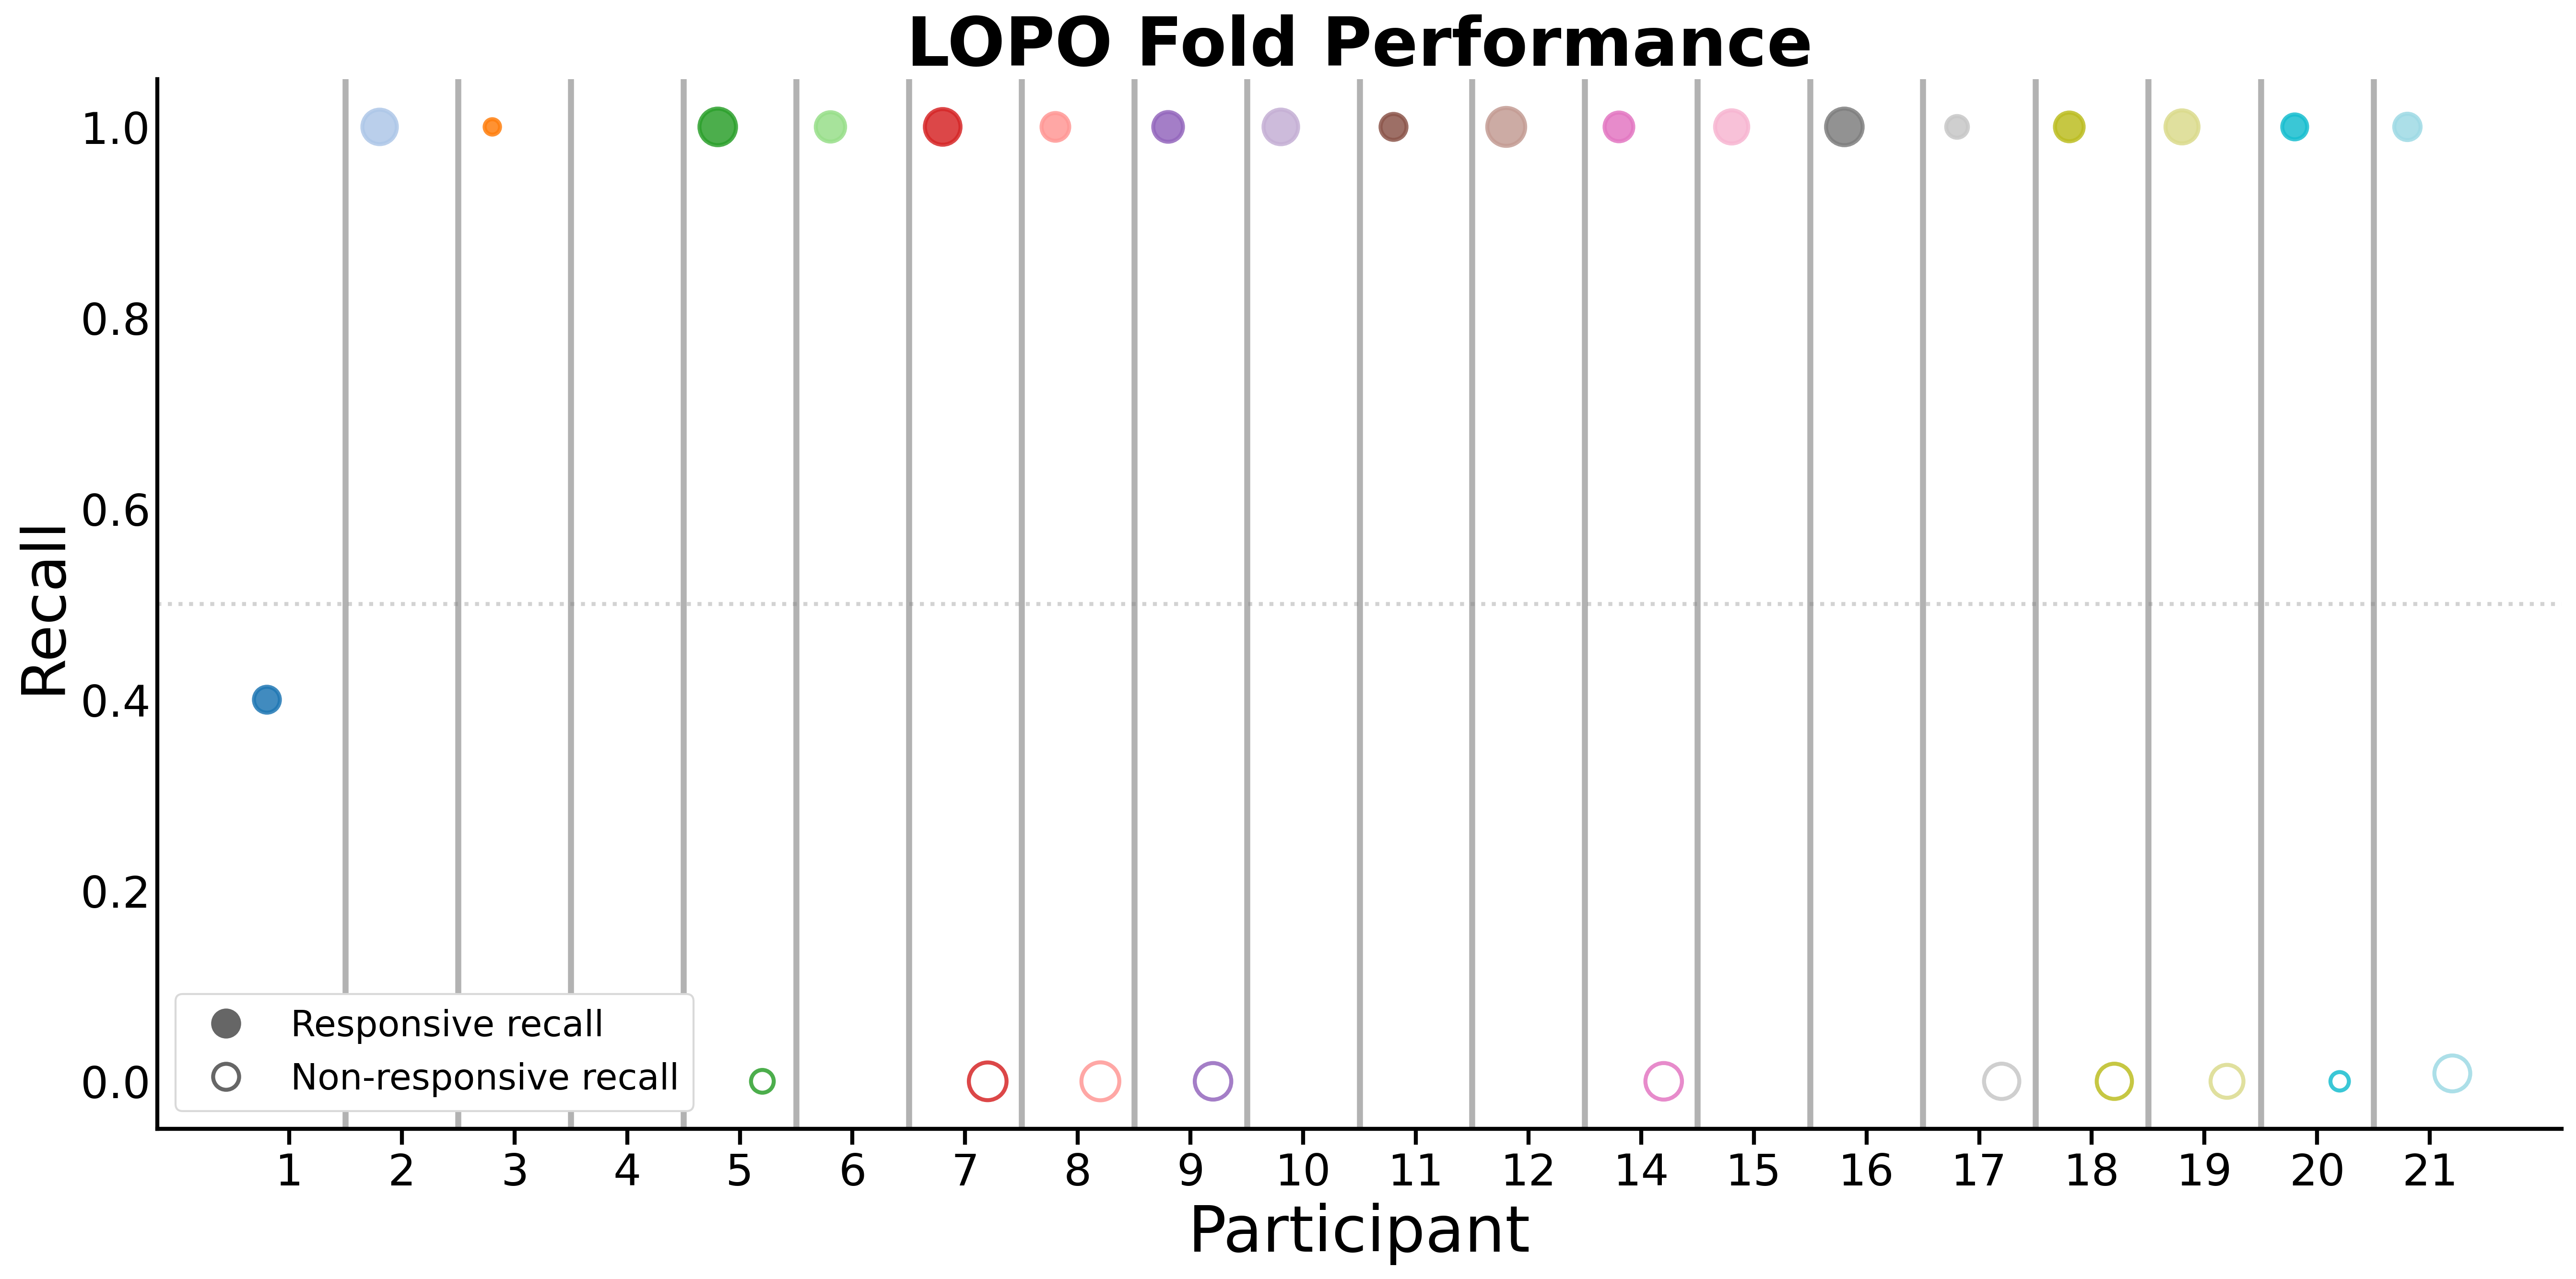 LOPO Fold Performance
1.0
0.8
0.6
0.4
0.2
0.0
Recall
Responsive recall
Non-responsive recall
1 2 3 4 5 6 7 8 9 10 11 12 14 15 16 17 18 19 20 21
Participant